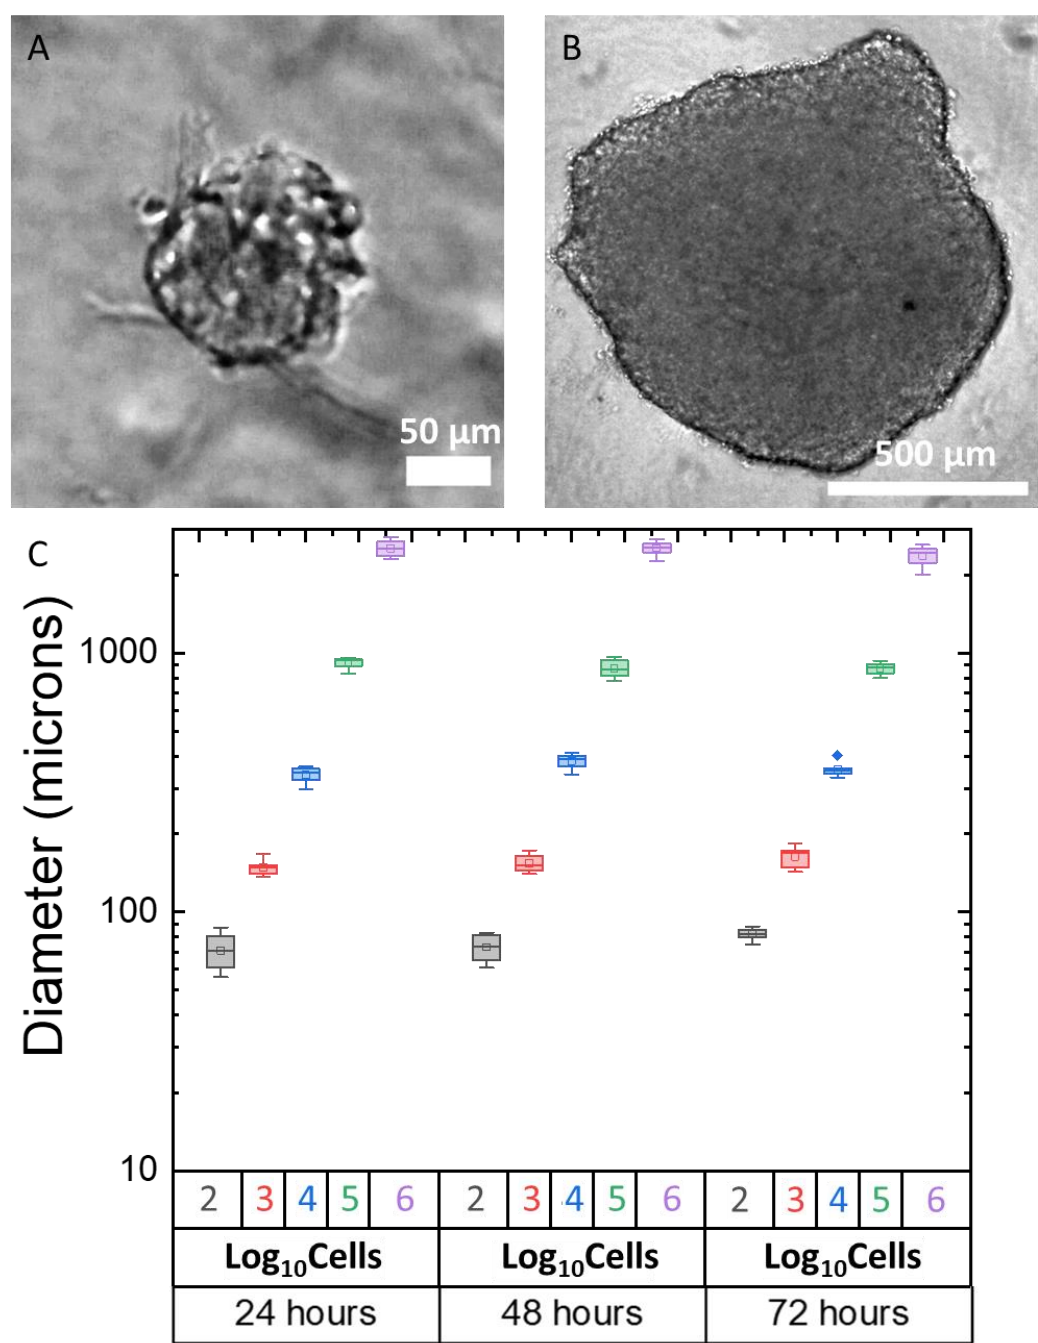 A
B
50 µm
500 µm
C
Diameter (microns)
1000
100
10
2 3 4 5 6 2 3 4 5 6 2 3 4 5 6
Log₁₀Cells Log₁₀Cells Log₁₀Cells
24 hours 48 hours 72 hours